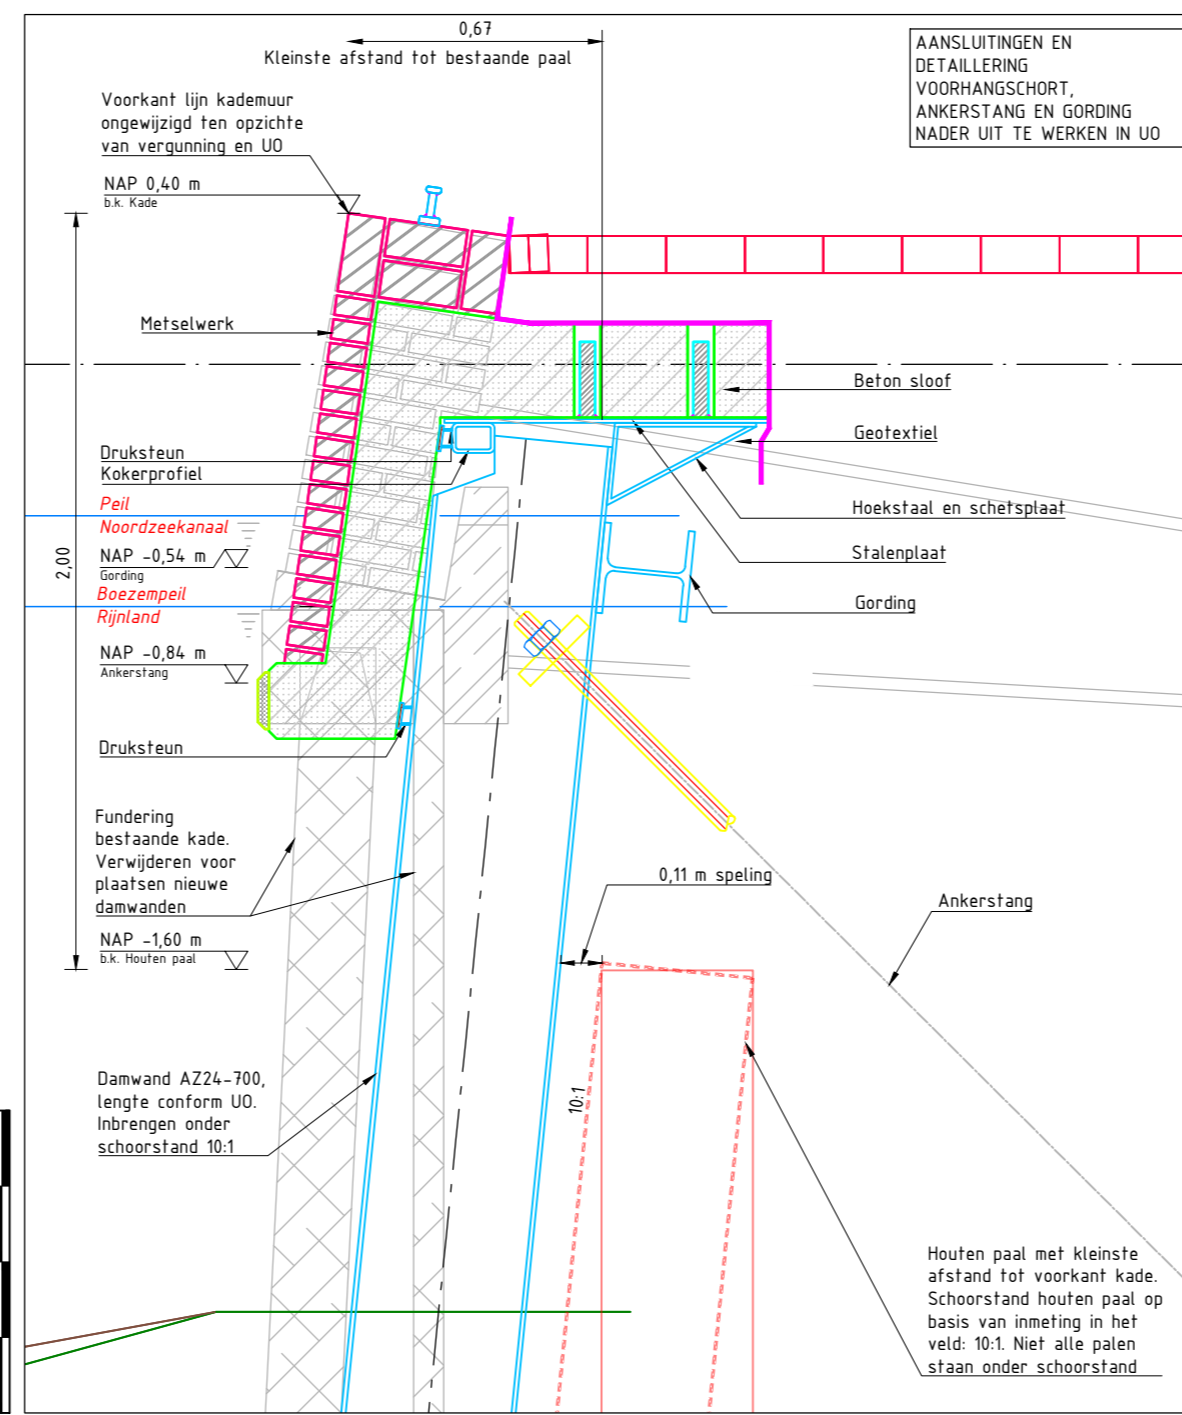 0,67
Kleinste afstand tot bestaande paal
AANSLUITINGEN EN
DETAILLERING
VOORHANGSCHORT,
ANKERSTANG EN GORDING
NADER UIT TE WERKEN IN UO
Voorkant lijn kademuur
ongewijzigd ten opzichte
van vergunning en UO
NAP 0,40 m
b.k. Kade
Metselwerk
Beton sloof
Geotextiel
Druksteun
Kokerprofiel
Hoekstaal en schetsplaat
Peil
Noordzeekanaal
Stalenplaat
2,00
NAP -0,54 m
Gording
Boezempeil
Rijnland
Gording
NAP -0,84 m
Ankerstang
Druksteun
Fundering
bestaande kade.
Verwijderen voor
plaatsen nieuwe
damwanden
0,11 m speling
Ankerstang
NAP -1,60 m
b.k. Houten paal
Damwand AZ24-700,
lengte conform UO.
Inbrengen onder
schoorstand 10:1
10:1
Houten paal met kleinste
afstand tot voorkant kade.
Schoorstand houten paal op
basis van inmeting in het
veld: 10:1. Niet alle palen
staan onder schoorstand